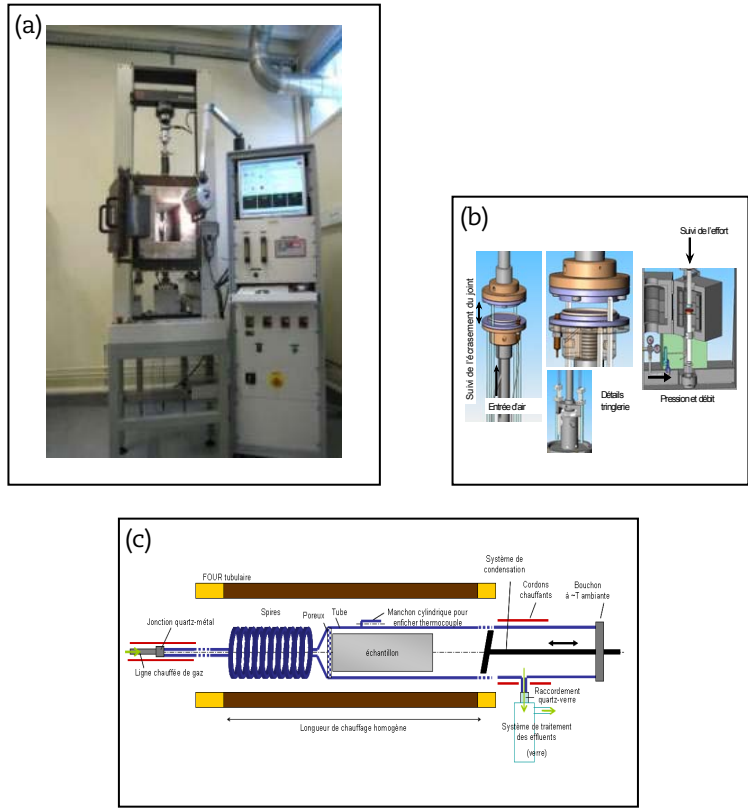 (a)
(b)
Suivi de l'effort
Suivi de l'écrasement du joint
Entrée d'air
Détails
tringlerie
Pression et débit
(c)
Système de
condensation
Cordons
chauffants
Bouchon
à ~T ambiante
FOUR tubulaire
Spires
Poreux
Tube
Manchon cylindrique pour
enficher thermocouple
Jonction quartz-métal
échantillon
Ligne chauffée de gaz
Raccordement
quartz-verre
Longueur de chauffage homogène
Système de traitement
des effluents
(verre)